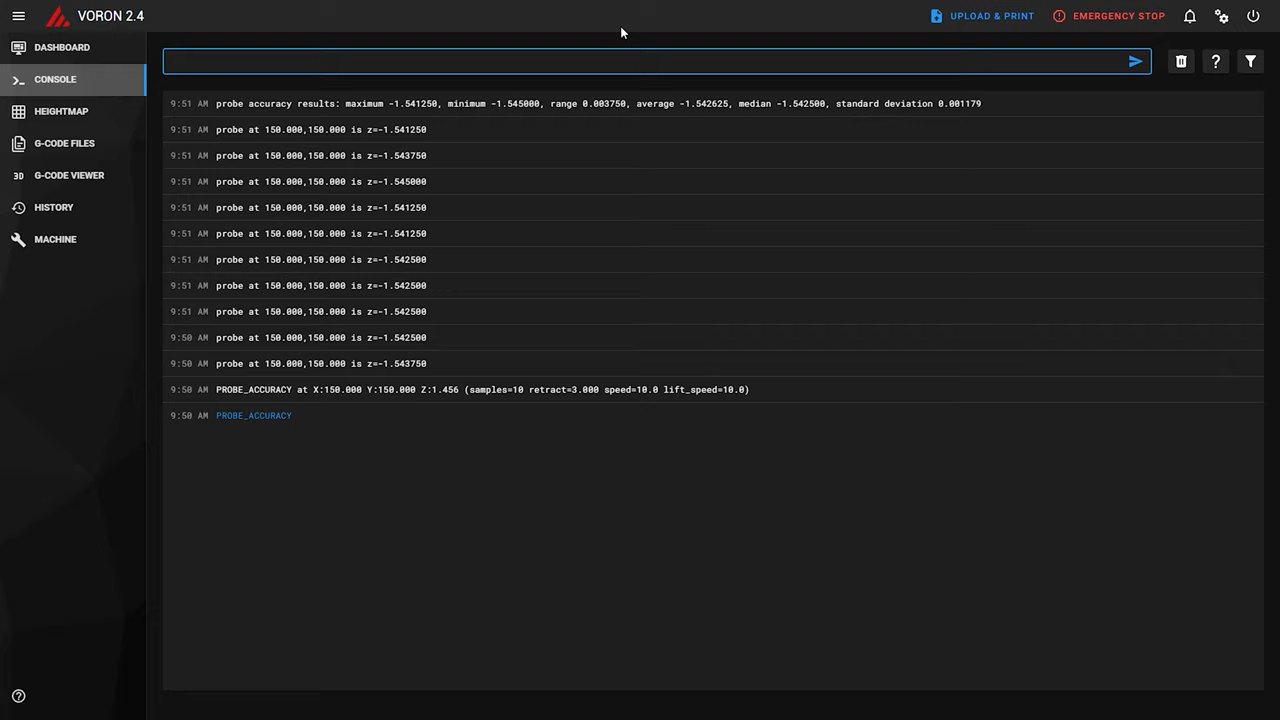 VORON 2.4
UPLOAD & PRINT
EMERGENCY STOP
DASHBOARD
CONSOLE
HEIGHTMAP
G-CODE FILES
3D G-CODE VIEWER
HISTORY
MACHINE
9:51 AM probe accuracy results: maximum -1.541250, minimum -1.545000, range 0.003750, average -1.542625, median -1.542500, standard deviation 0.001179
9:51 AM probe at 150.000,150.000 is z=-1.541250
9:51 AM probe at 150.000,150.000 is z=-1.543750
9:51 AM probe at 150.000,150.000 is z=-1.545000
9:51 AM probe at 150.000,150.000 is z=-1.541250
9:51 AM probe at 150.000,150.000 is z=-1.541250
9:51 AM probe at 150.000,150.000 is z=-1.542500
9:51 AM probe at 150.000,150.000 is z=-1.542500
9:51 AM probe at 150.000,150.000 is z=-1.542500
9:50 AM probe at 150.000,150.000 is z=-1.542500
9:50 AM probe at 150.000,150.000 is z=-1.543750
9:50 AM PROBE_ACCURACY at X:150.000 Y:150.000 Z:1.456 (samples=10 retract=3.000 speed=10.0 lift_speed=10.0)
9:50 AM PROBE_ACCURACY